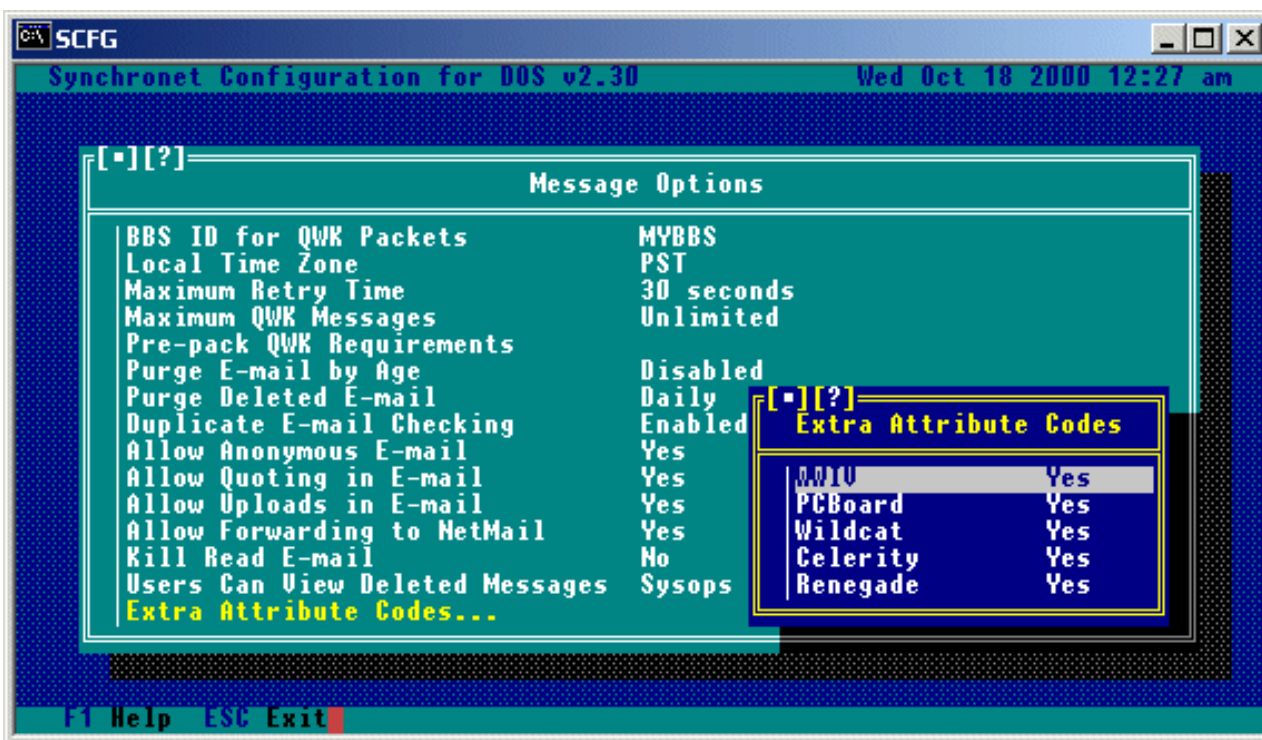 SCFG
Synchronet Configuration for DOS v2.30 Wed Oct 18 2000 12:27 am
[▪][?]
Message Options
BBS ID for QWK Packets MYBBS
Local Time Zone PST
Maximum Retry Time 30 seconds
Maximum QWK Messages Unlimited
Pre-pack QWK Requirements
Purge E-mail by Age Disabled
Purge Deleted E-mail Daily
Duplicate E-mail Checking Enabled
Allow Anonymous E-mail Yes
Allow Quoting in E-mail Yes
Allow Uploads in E-mail Yes
Allow Forwarding to NetMail Yes
Kill Read E-mail No
Users Can View Deleted Messages Sysops
Extra Attribute Codes...
[▪][?]
Extra Attribute Codes
WWIV Yes
PCBoard Yes
Wildcat Yes
Celerity Yes
Renegade Yes
F1 Help ESC Exit